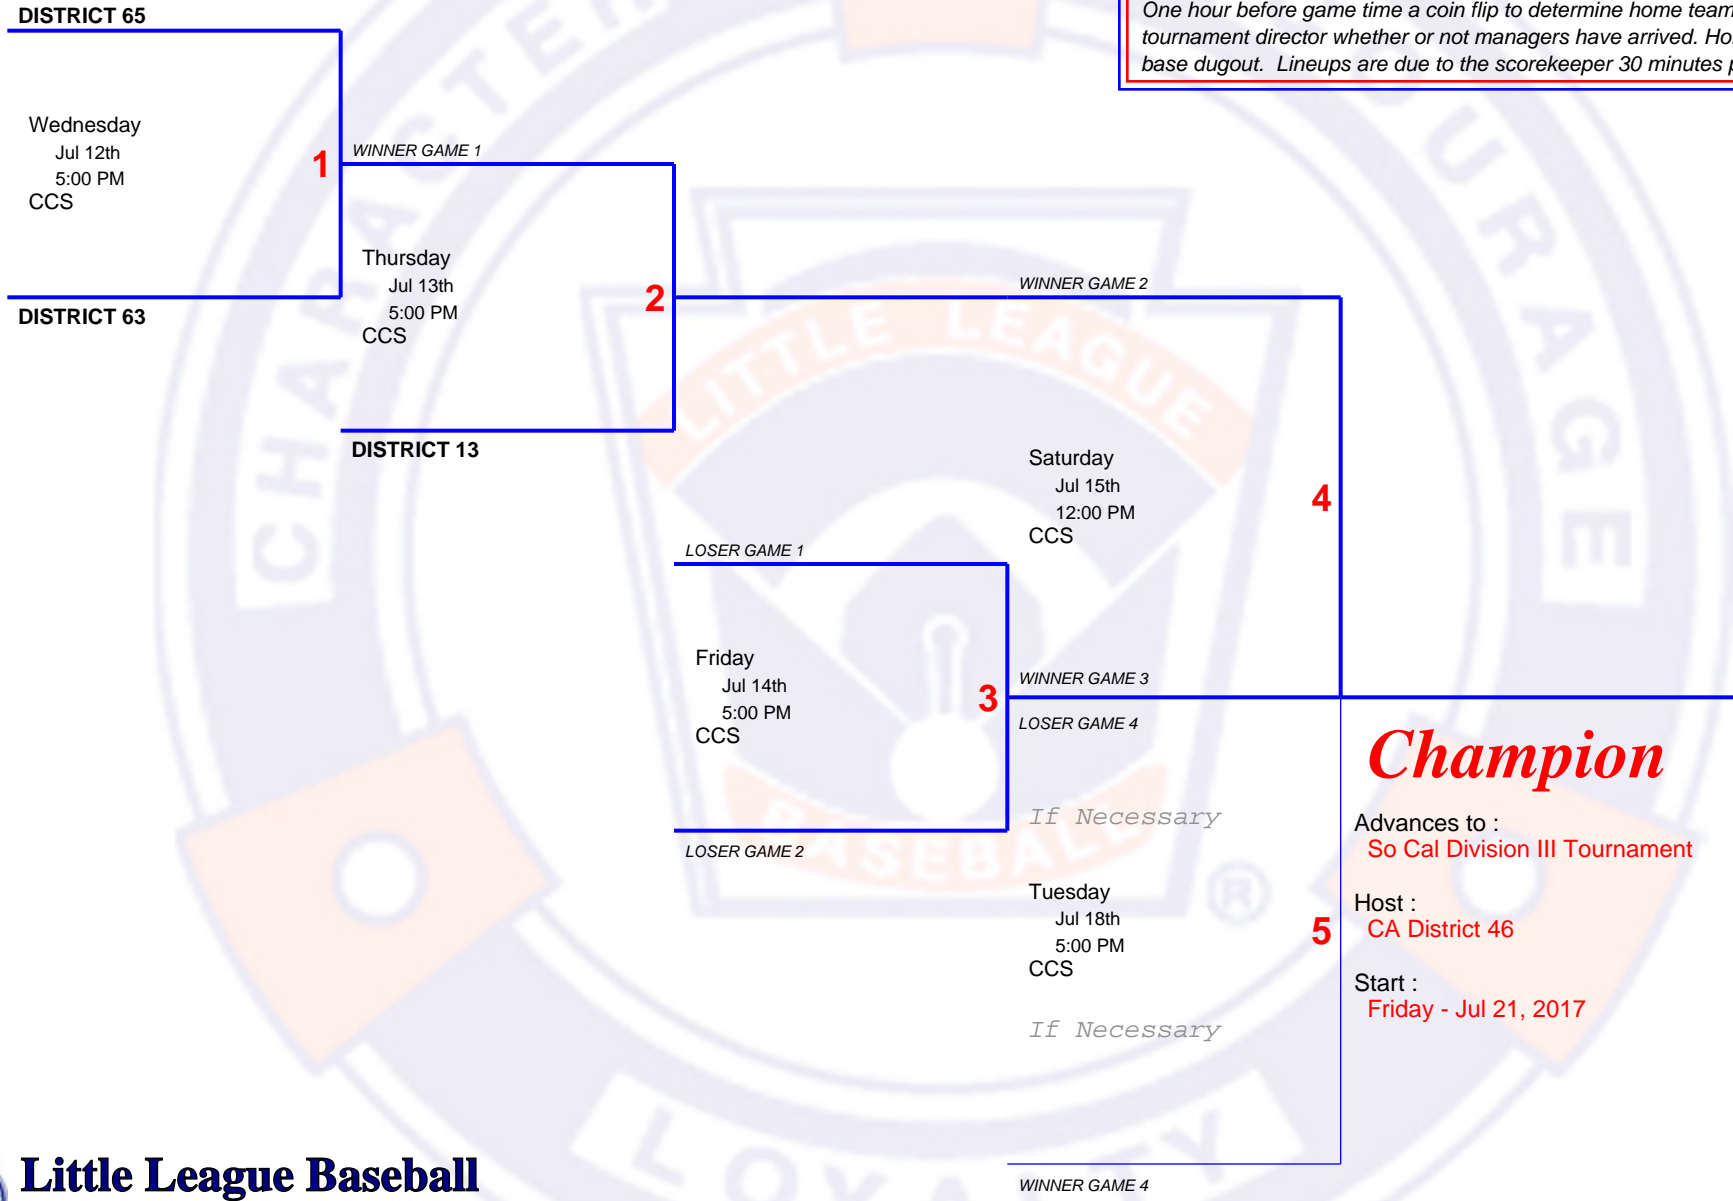 DISTRICT 65
One hour before game time a coin flip to determine home team
tournament director whether or not managers have arrived. Ho
base dugout. Lineups are due to the scorekeeper 30 minutes p
Wednesday
Jul 12th
5:00 PM
CCS
1
WINNER GAME 1
DISTRICT 63
Thursday
Jul 13th
5:00 PM
CCS
2
WINNER GAME 2
DISTRICT 13
Saturday
Jul 15th
12:00 PM
CCS
4
LOSER GAME 1
Friday
Jul 14th
5:00 PM
CCS
3
WINNER GAME 3
LOSER GAME 4
LOSER GAME 2
If Necessary
Tuesday
Jul 18th
5:00 PM
CCS
5
If Necessary
WINNER GAME 4
Champion
Advances to :
So Cal Division III Tournament
Host :
CA District 46
Start :
Friday - Jul 21, 2017
Little League Baseball
CHARACTER
COURAGE
LOYALTY
LITTLE LEAGUE
BASEBALL
®